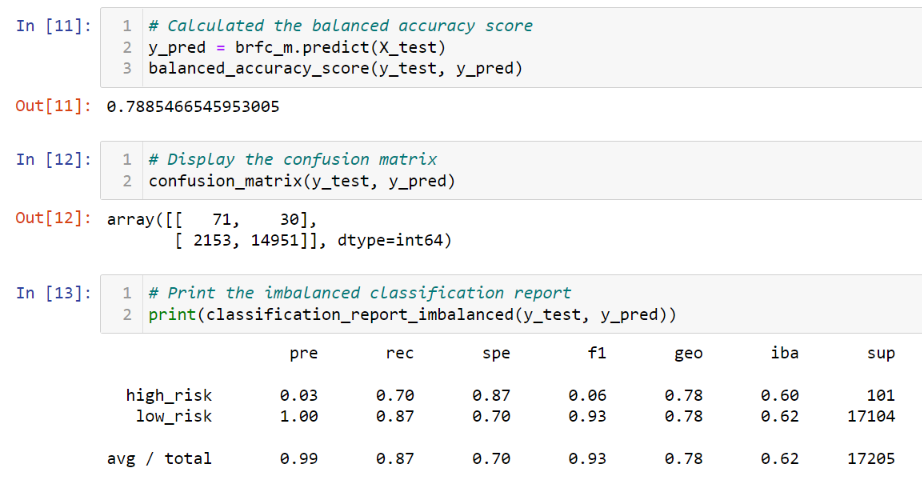 In [11]: 1 # Calculated the balanced accuracy score
2 y_pred = brfc_m.predict(X_test)
3 balanced_accuracy_score(y_test, y_pred)
Out[11]: 0.7885466545953005
In [12]: 1 # Display the confusion matrix
2 confusion_matrix(y_test, y_pred)
Out[12]: array([[   71,    30],
       [ 2153, 14951]], dtype=int64)
In [13]: 1 # Print the imbalanced classification report
2 print(classification_report_imbalanced(y_test, y_pred))
pre rec spe f1 geo iba sup
high_risk 0.03 0.70 0.87 0.06 0.78 0.60 101
low_risk 1.00 0.87 0.70 0.93 0.78 0.62 17104
avg / total 0.99 0.87 0.70 0.93 0.78 0.62 17205